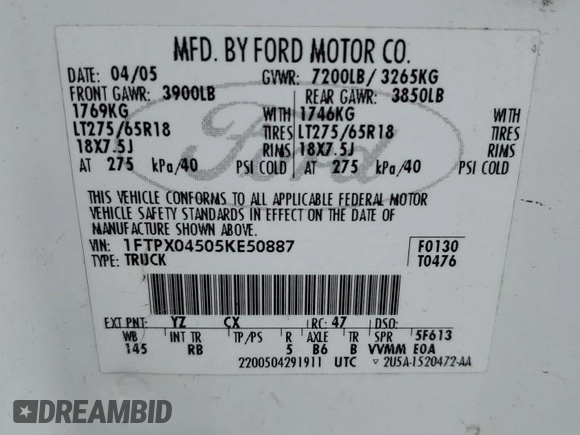 MFD. BY FORD MOTOR CO.
DATE: 04/05 GVWR: 7200LB/ 3265KG
FRONT GAWR: 3900LB REAR GAWR: 3850LB
1769KG WITH 1746KG WITH
LT275/65R18 TIRES LT275/65R18 TIRES
18X7.5J RIMS 18X7.5J RIMS
AT 275 kPa/40 PSI COLD AT 275 kPa/40 PSI COLD
THIS VEHICLE CONFORMS TO ALL APPLICABLE FEDERAL MOTOR
VEHICLE SAFETY STANDARDS IN EFFECT ON THE DATE OF
MANUFACTURE SHOWN ABOVE.
VIN: 1FTPX04505KE50887 F0130
TYPE: TRUCK T0476
EXT PNT: YZ CX RC: 47 DSO:
WB INT TR TP/PS R AXLE TR SPR 5F613
145 RB 5 B6 B VVMM E0A
2200504291911 UTC 2U5A-1520472-AA
Ford
DREAMBID